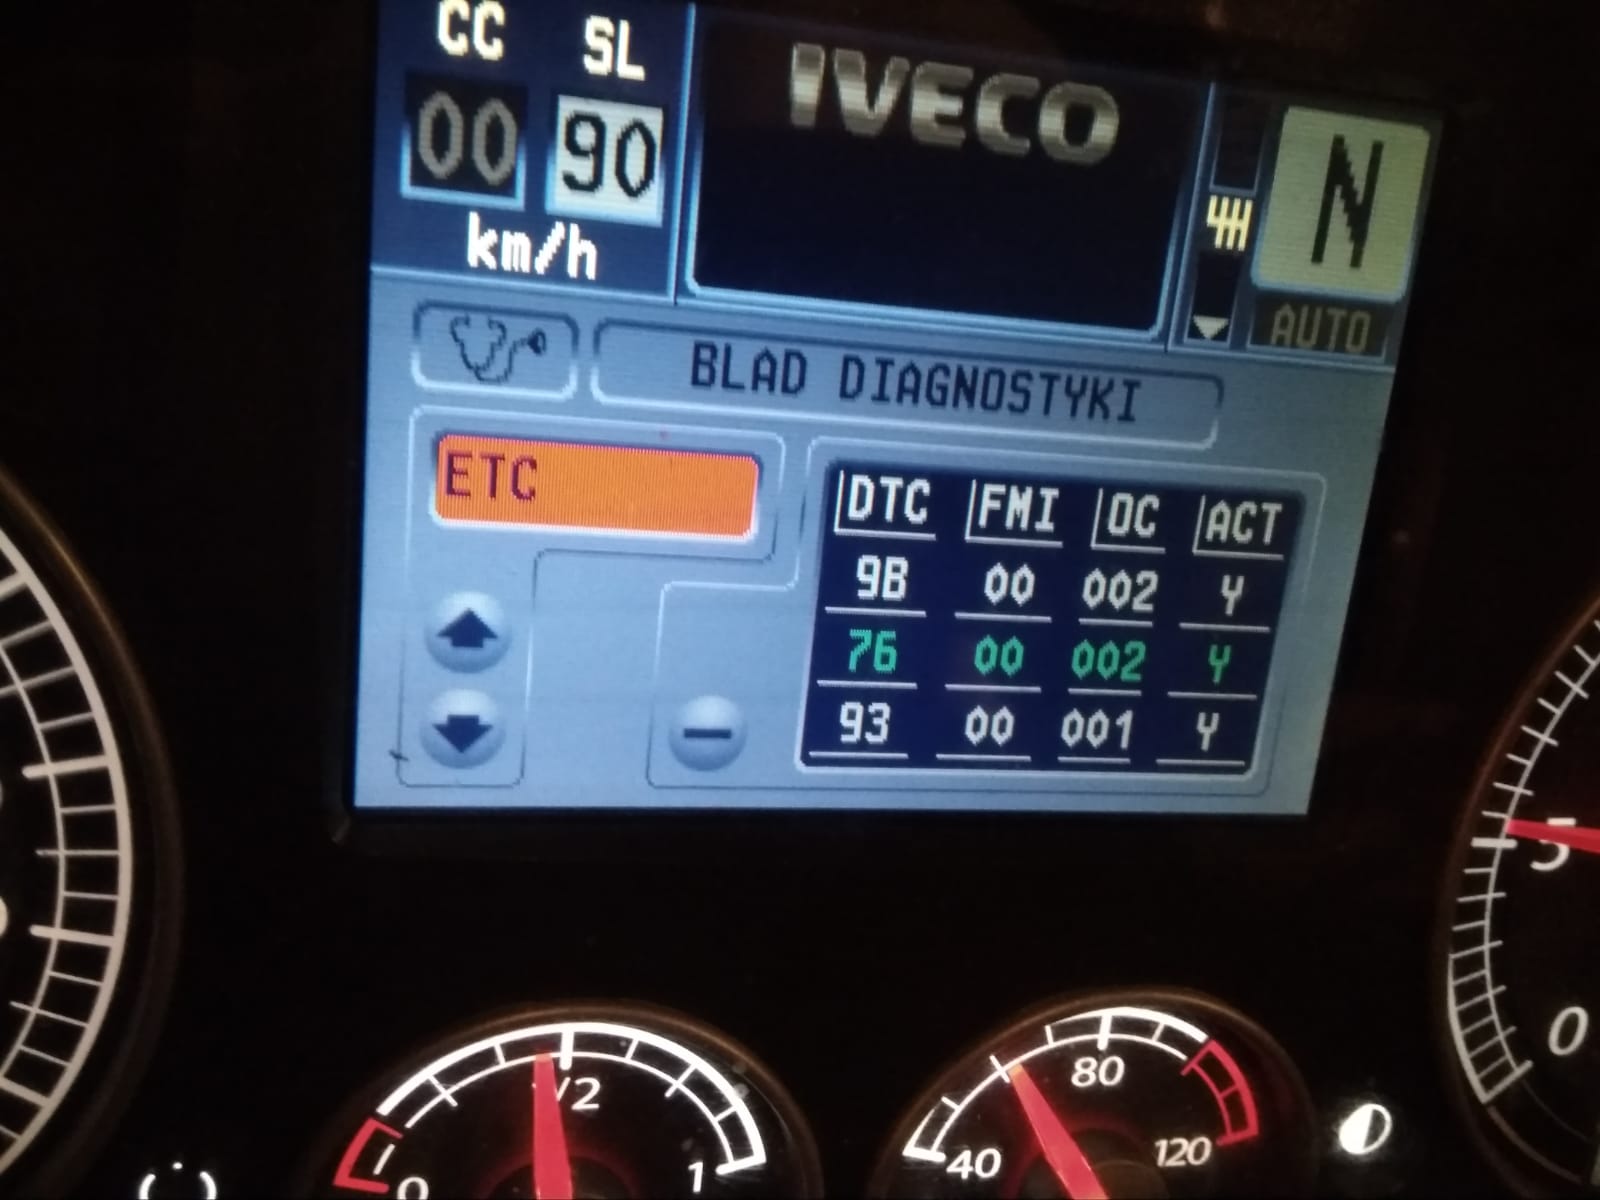 CC SL
IVECO
00 90
N
km/h
AUTO
BLAD DIAGNOSTYKI
ETC
DTC FMI OC ACT
9B 00 002 Y
76 00 002 Y
93 00 001 Y
5
0
0 1/2 1
40 80 120